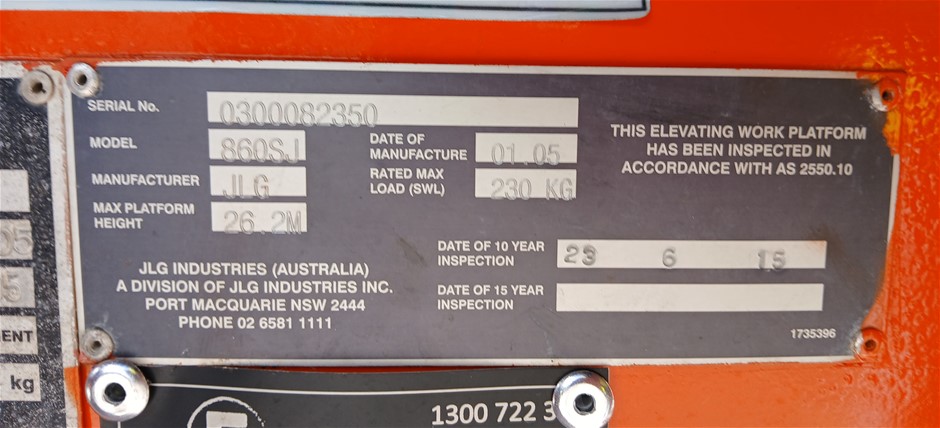 SERIAL No. 0300082350
MODEL 860SJ
DATE OF MANUFACTURE 01.05
MANUFACTURER JLG
RATED MAX LOAD (SWL) 230 KG
MAX PLATFORM HEIGHT 26.2M
THIS ELEVATING WORK PLATFORM
HAS BEEN INSPECTED IN
ACCORDANCE WITH AS 2550.10
DATE OF 10 YEAR INSPECTION 23 6 15
DATE OF 15 YEAR INSPECTION
JLG INDUSTRIES (AUSTRALIA)
A DIVISION OF JLG INDUSTRIES INC.
PORT MACQUARIE NSW 2444
PHONE 02 6581 1111
1735396
kg
1300 722 3